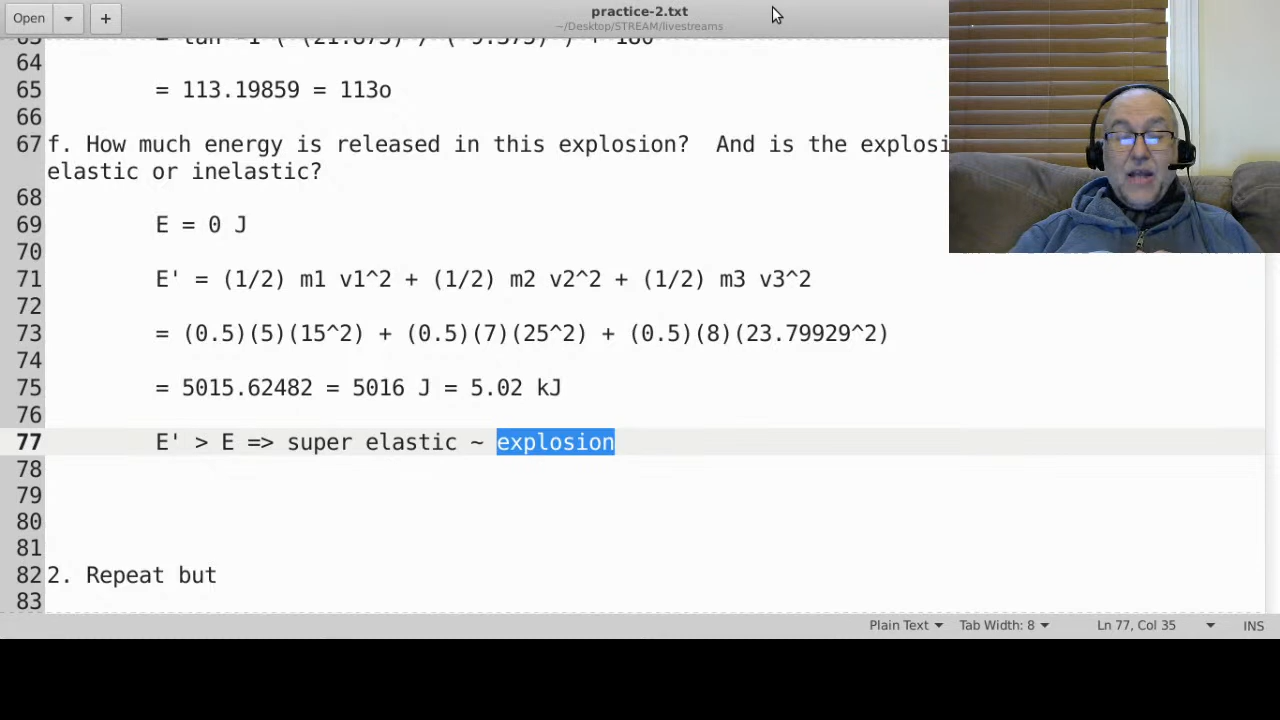 Open
practice-2.txt
~/Desktop/STREAM/livestreams
64
65 = 113.19859 = 113o
66
67 f. How much energy is released in this explosion? And is the explosi
elastic or inelastic?
68
69 E = 0 J
70
71 E' = (1/2) m1 v1^2 + (1/2) m2 v2^2 + (1/2) m3 v3^2
72
73 = (0.5)(5)(15^2) + (0.5)(7)(25^2) + (0.5)(8)(23.79929^2)
74
75 = 5015.62482 = 5016 J = 5.02 kJ
76
77 E' > E => super elastic ~ explosion
78
79
80
81
82 2. Repeat but
83
Plain Text Tab Width: 8 Ln 77, Col 35 INS